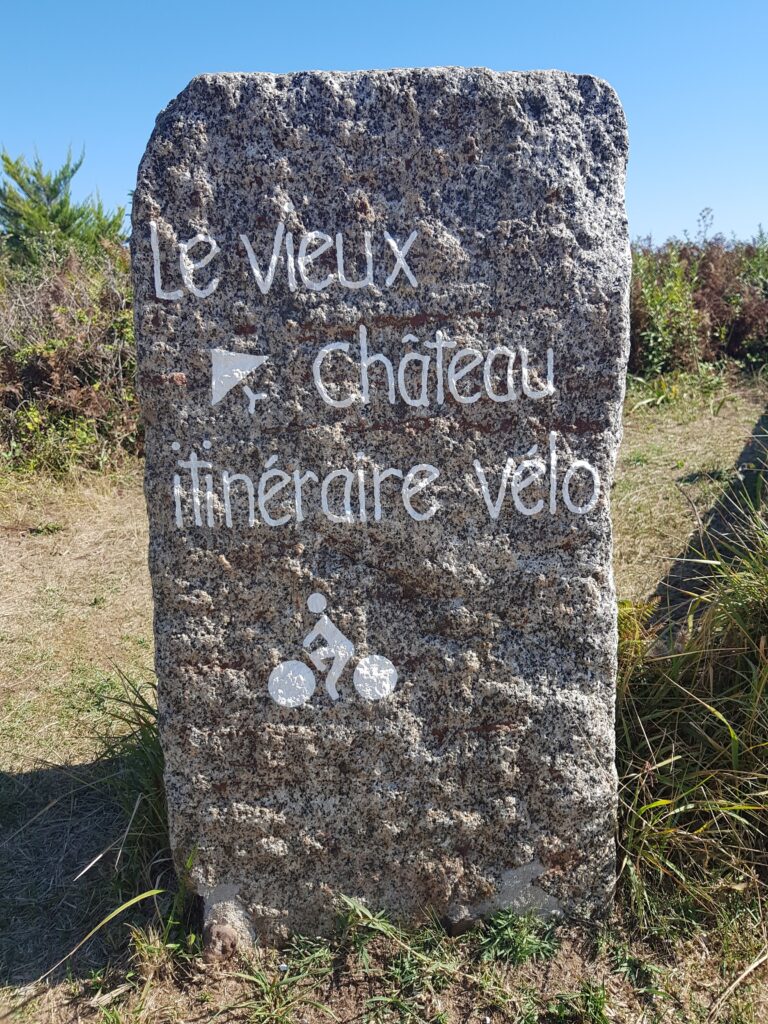 Le vieux
château
itinéraire vélo